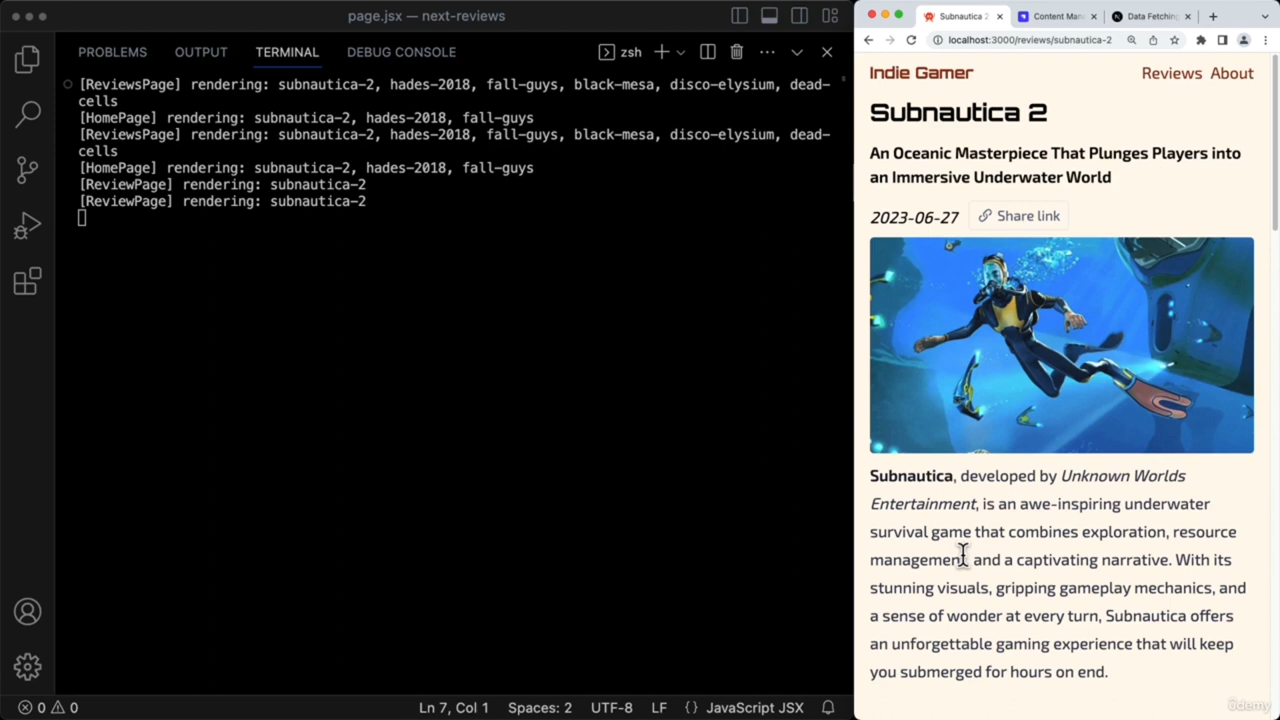 page.jsx — next-reviews
PROBLEMS OUTPUT TERMINAL DEBUG CONSOLE
zsh
[ReviewsPage] rendering: subnautica-2, hades-2018, fall-guys, black-mesa, disco-elysium, dead-
cells
[HomePage] rendering: subnautica-2, hades-2018, fall-guys
[ReviewsPage] rendering: subnautica-2, hades-2018, fall-guys, black-mesa, disco-elysium, dead-
cells
[HomePage] rendering: subnautica-2, hades-2018, fall-guys
[ReviewPage] rendering: subnautica-2
[ReviewPage] rendering: subnautica-2
0 0
Ln 7, Col 1 Spaces: 2 UTF-8 LF {} JavaScript JSX
Subnautica 2 Content Man Data Fetching
localhost:3000/reviews/subnautica-2
Indie Gamer Reviews About
Subnautica 2
An Oceanic Masterpiece That Plunges Players into
an Immersive Underwater World
2023-06-27 Share link
Subnautica, developed by Unknown Worlds
Entertainment, is an awe-inspiring underwater
survival game that combines exploration, resource
management, and a captivating narrative. With its
stunning visuals, gripping gameplay mechanics, and
a sense of wonder at every turn, Subnautica offers
an unforgettable gaming experience that will keep
you submerged for hours on end.
ûdemy